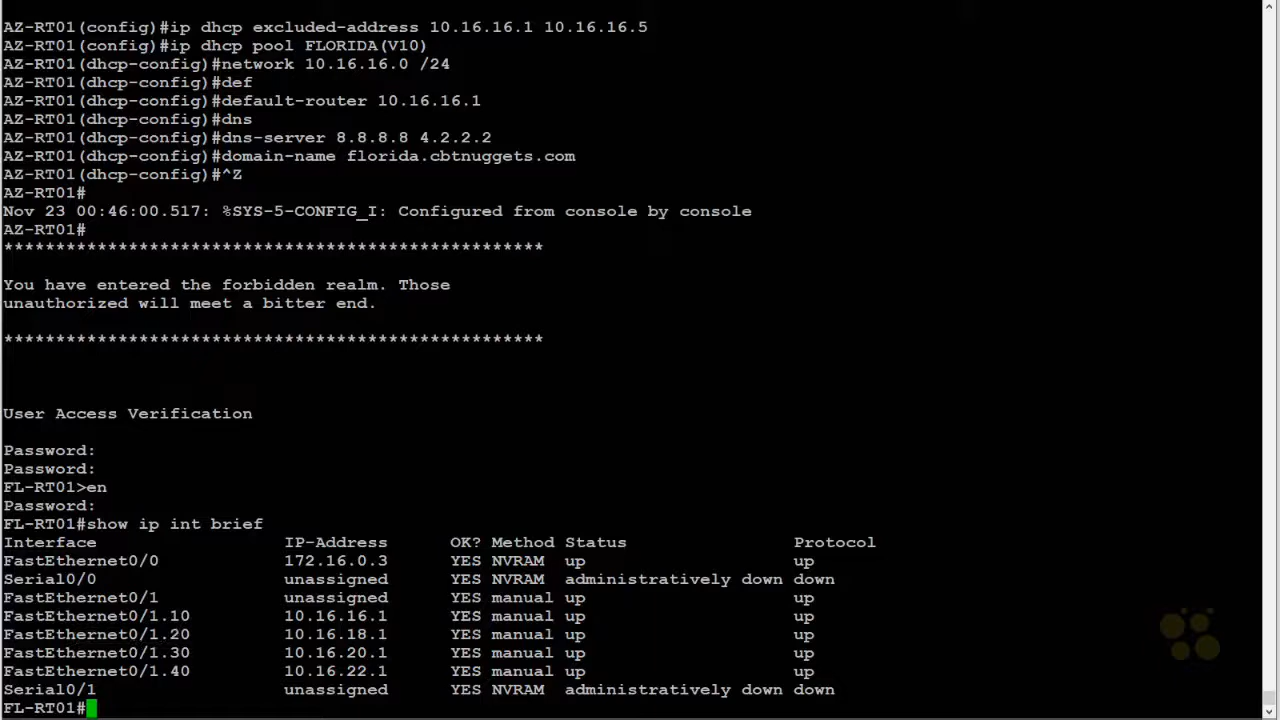 AZ-RT01(config)#ip dhcp excluded-address 10.16.16.1 10.16.16.5
AZ-RT01(config)#ip dhcp pool FLORIDA(V10)
AZ-RT01(dhcp-config)#network 10.16.16.0 /24
AZ-RT01(dhcp-config)#def
AZ-RT01(dhcp-config)#default-router 10.16.16.1
AZ-RT01(dhcp-config)#dns
AZ-RT01(dhcp-config)#dns-server 8.8.8.8 4.2.2.2
AZ-RT01(dhcp-config)#domain-name florida.cbtnuggets.com
AZ-RT01(dhcp-config)#^Z
AZ-RT01#
Nov 23 00:46:00.517: %SYS-5-CONFIG_I: Configured from console by console
AZ-RT01#
****************************************************
You have entered the forbidden realm. Those
unauthorized will meet a bitter end.
****************************************************
User Access Verification
Password:
Password:
FL-RT01>en
Password:
FL-RT01#show ip int brief
Interface                  IP-Address      OK? Method Status                Protocol
FastEthernet0/0            172.16.0.3      YES NVRAM  up                    up
Serial0/0                  unassigned      YES NVRAM  administratively down down
FastEthernet0/1            unassigned      YES manual up                    up
FastEthernet0/1.10         10.16.16.1      YES manual up                    up
FastEthernet0/1.20         10.16.18.1      YES manual up                    up
FastEthernet0/1.30         10.16.20.1      YES manual up                    up
FastEthernet0/1.40         10.16.22.1      YES manual up                    up
Serial0/1                  unassigned      YES NVRAM  administratively down down
FL-RT01#